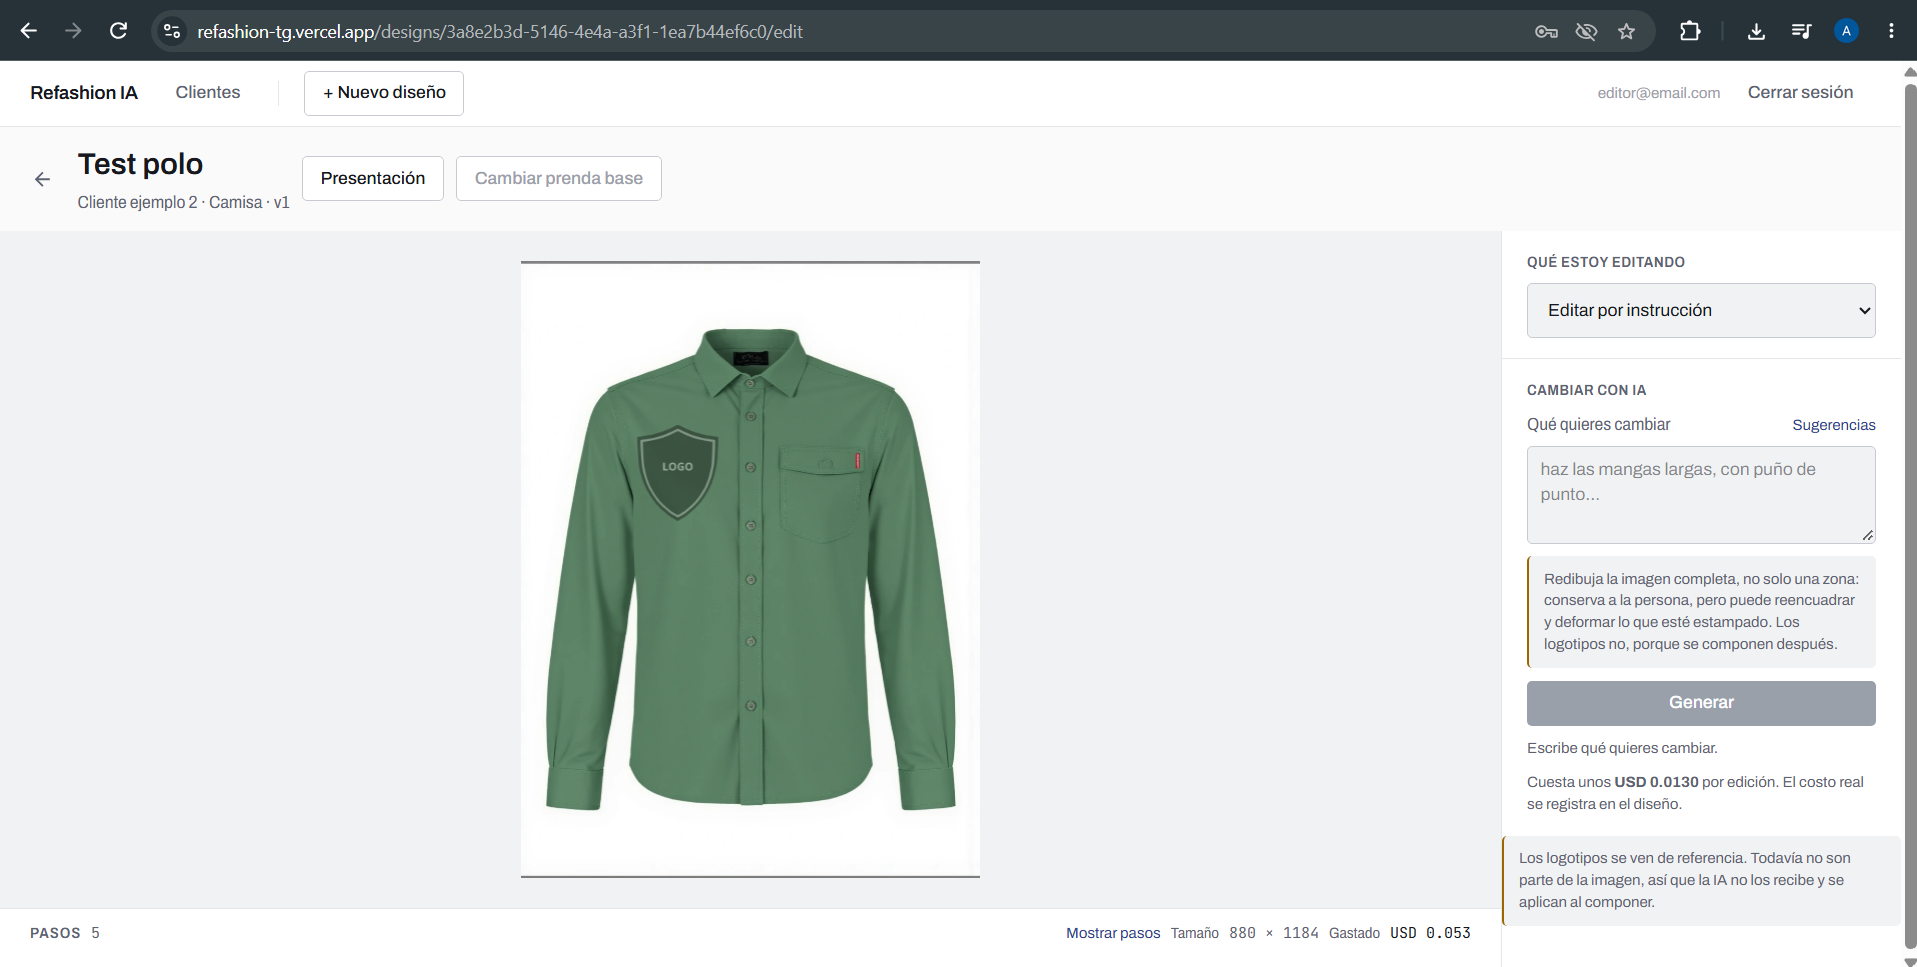 refashion-tg.vercel.app/designs/3a8e2b3d-5146-4e4a-a3f1-1ea7b44ef6c0/edit
A
Refashion IA
Clientes
+ Nuevo diseño
editor@email.com
Cerrar sesión
Test polo
Cliente ejemplo 2 · Camisa · v1
Presentación
Cambiar prenda base
LOGO
QUÉ ESTOY EDITANDO
Editar por instrucción
CAMBIAR CON IA
Qué quieres cambiar
Sugerencias
haz las mangas largas, con puño de
punto...
Redibuja la imagen completa, no solo una zona:
conserva a la persona, pero puede reencuadrar
y deformar lo que esté estampado. Los
logotipos no, porque se componen después.
Generar
Escribe qué quieres cambiar.
Cuesta unos USD 0.0130 por edición. El costo real
se registra en el diseño.
Los logotipos se ven de referencia. Todavía no son
parte de la imagen, así que la IA no los recibe y se
aplican al componer.
PASOS 5
Mostrar pasos Tamaño 880 × 1184 Gastado USD 0.053